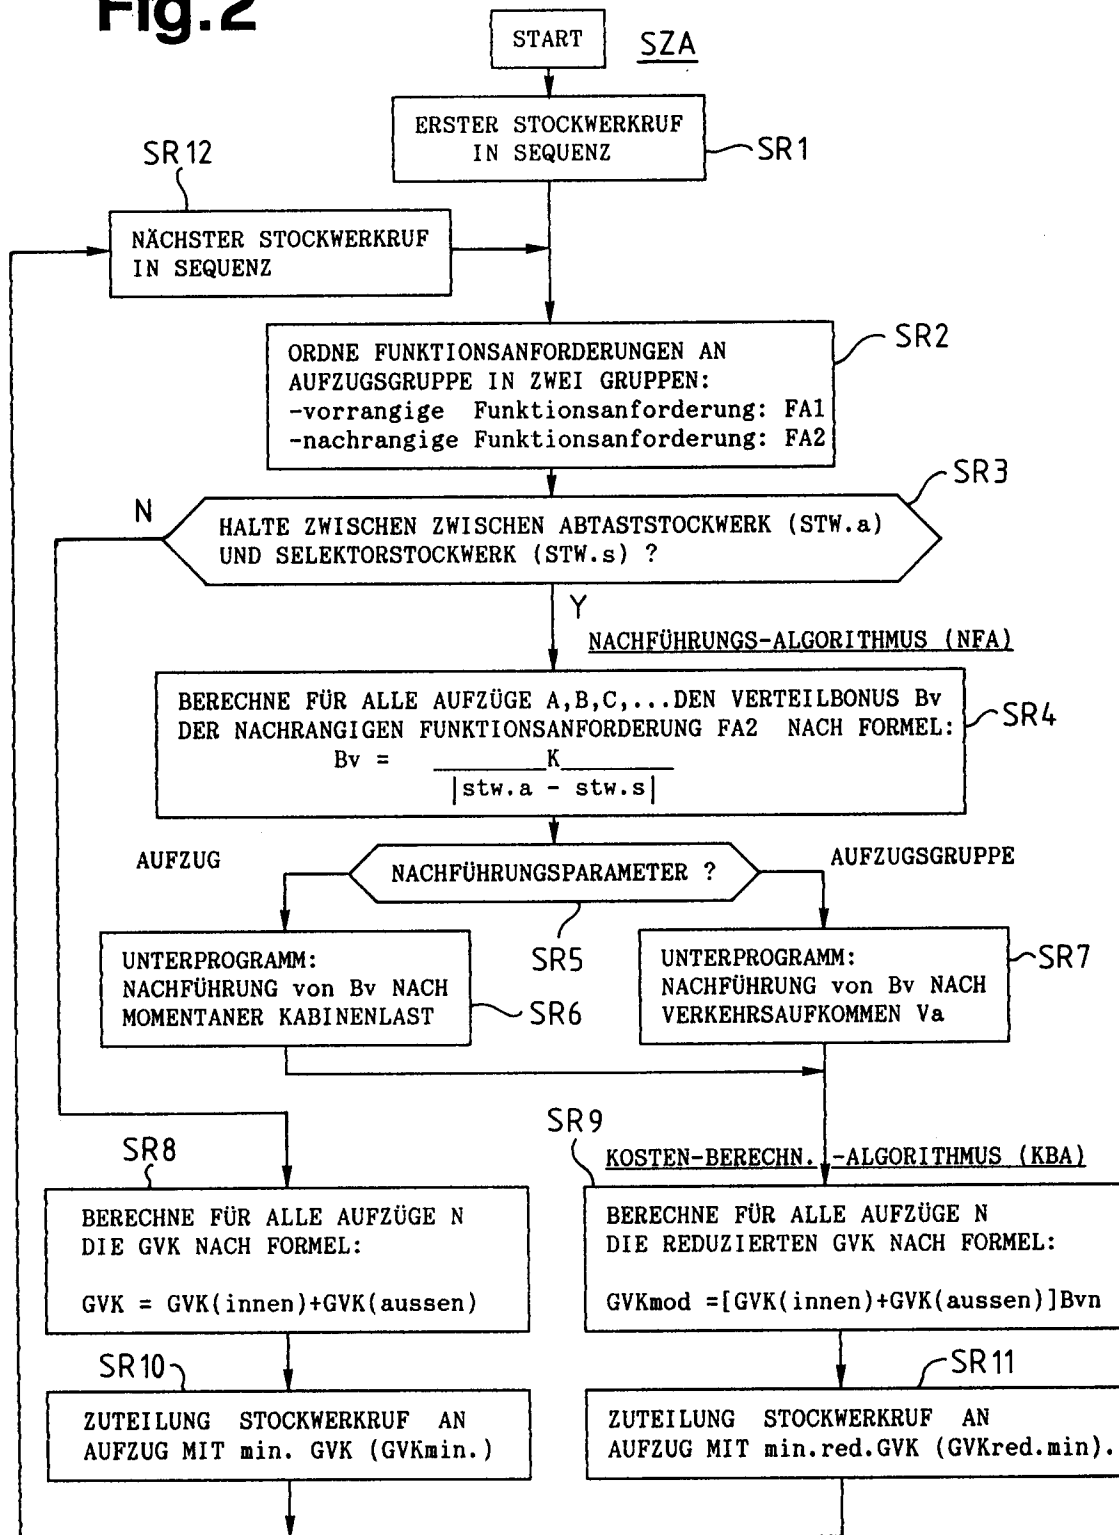 Fig.2
START
SZA
ERSTER STOCKWERKRUF
IN SEQUENZ
SR1
SR12
NÄCHSTER STOCKWERKRUF
IN SEQUENZ
SR2
ORDNE FUNKTIONSANFORDERUNGEN AN
AUFZUGSGRUPPE IN ZWEI GRUPPEN:
-vorrangige Funktionsanforderung: FA1
-nachrangige Funktionsanforderung: FA2
SR3
N
HALTE ZWISCHEN ZWISCHEN ABTASTSTOCKWERK (STW.a)
UND SELEKTORSTOCKWERK (STW.s) ?
Y
NACHFÜHRUNGS-ALGORITHMUS (NFA)
BERECHNE FÜR ALLE AUFZÜGE A,B,C,...DEN VERTEILBONUS Bv
DER NACHRANGIGEN FUNKTIONSANFORDERUNG FA2 NACH FORMEL:
SR4
Bv = K
|stw.a - stw.s|
AUFZUG
NACHFÜHRUNGSPARAMETER ?
AUFZUGSGRUPPE
SR5
UNTERPROGRAMM:
NACHFÜHRUNG von Bv NACH
MOMENTANER KABINENLAST
SR6
UNTERPROGRAMM:
NACHFÜHRUNG von Bv NACH
VERKEHRSAUFKOMMEN Va
SR7
SR8
SR9
KOSTEN-BERECHN. -ALGORITHMUS (KBA)
BERECHNE FÜR ALLE AUFZÜGE N
DIE GVK NACH FORMEL:
GVK = GVK(innen)+GVK(aussen)
BERECHNE FÜR ALLE AUFZÜGE N
DIE REDUZIERTEN GVK NACH FORMEL:
GVKmod =[GVK(innen)+GVK(aussen)]Bvn
SR10
SR11
ZUTEILUNG STOCKWERKRUF AN
AUFZUG MIT min. GVK (GVKmin.)
ZUTEILUNG STOCKWERKRUF AN
AUFZUG MIT min.red.GVK (GVKred.min).